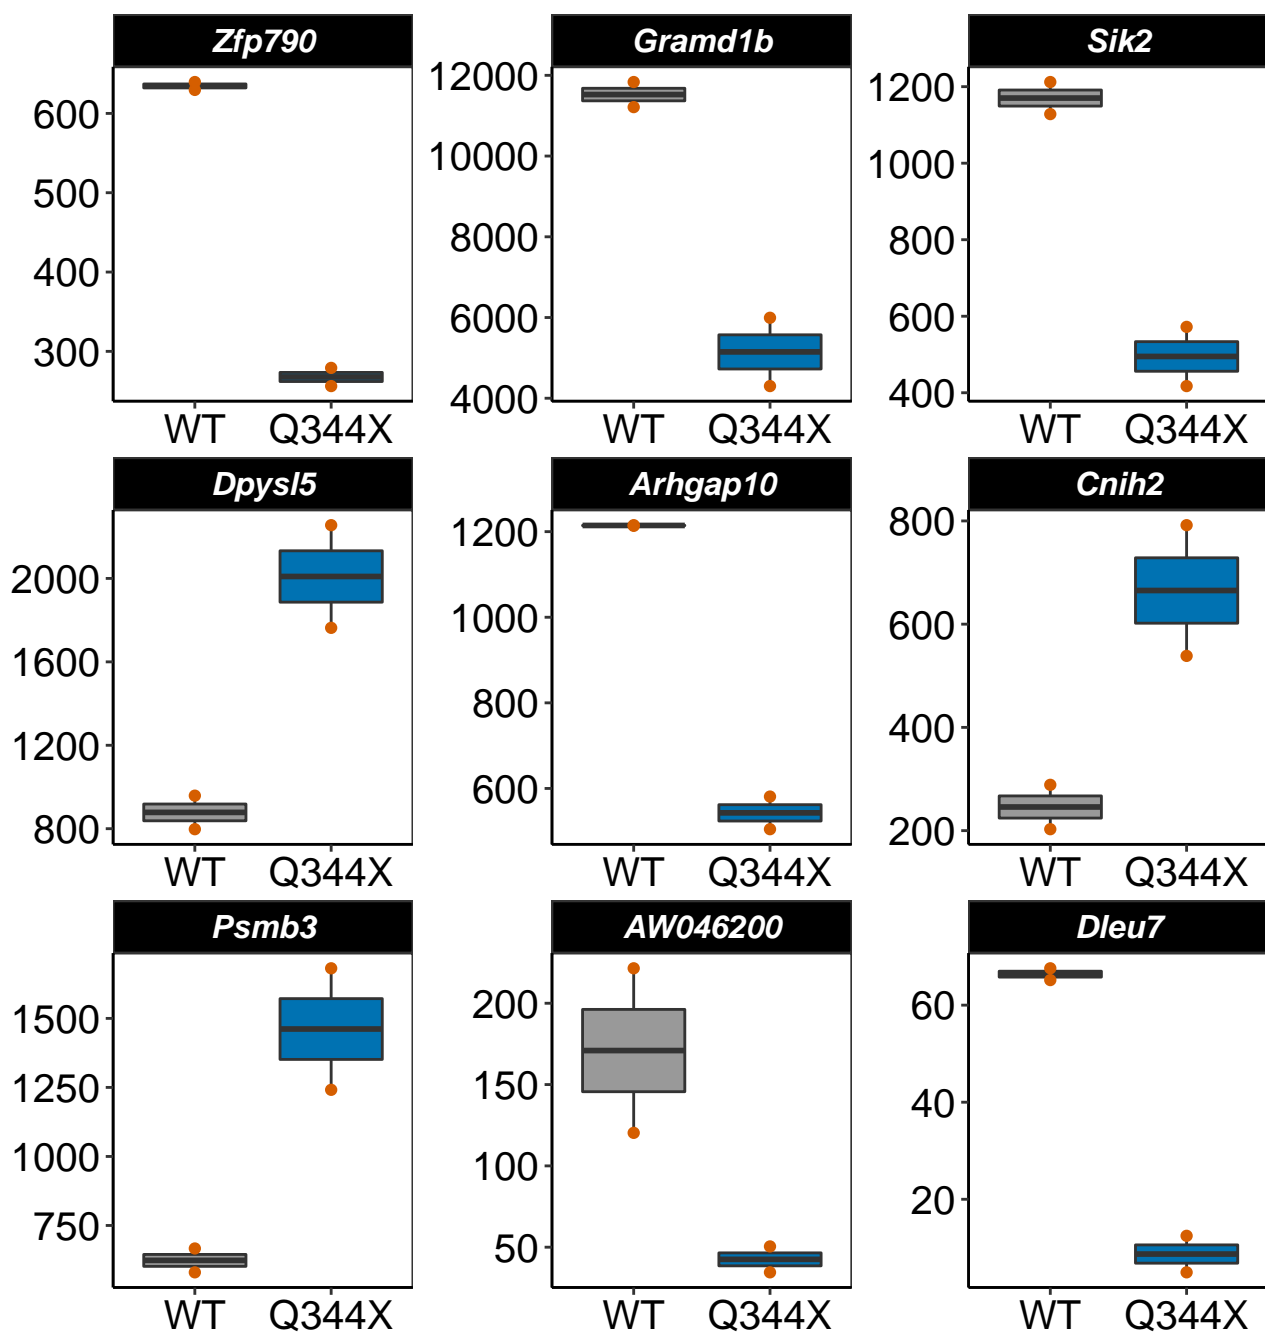 Zfp790
Gramd1b
Sik2
600
500
400
300
WT Q344X
12000
10000
8000
6000
4000
WT Q344X
1200
1000
800
600
400
WT Q344X
Dpysl5
Arhgap10
Cnih2
2000
1600
1200
800
WT Q344X
1200
1000
800
600
WT Q344X
800
600
400
200
WT Q344X
Psmb3
AW046200
Dleu7
1500
1250
1000
750
WT Q344X
200
150
100
50
WT Q344X
60
40
20
WT Q344X